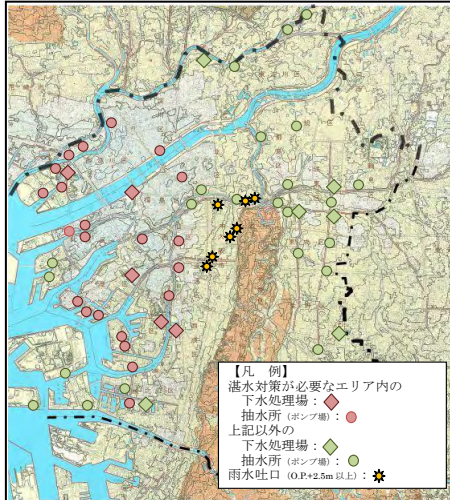 【凡 例】
湛水対策が必要なエリア内の
下水処理場：
抽水所（ポンプ場）：
上記以外の
下水処理場：
抽水所（ポンプ場）：
雨水吐口（O.P.+2.5m 以上）：